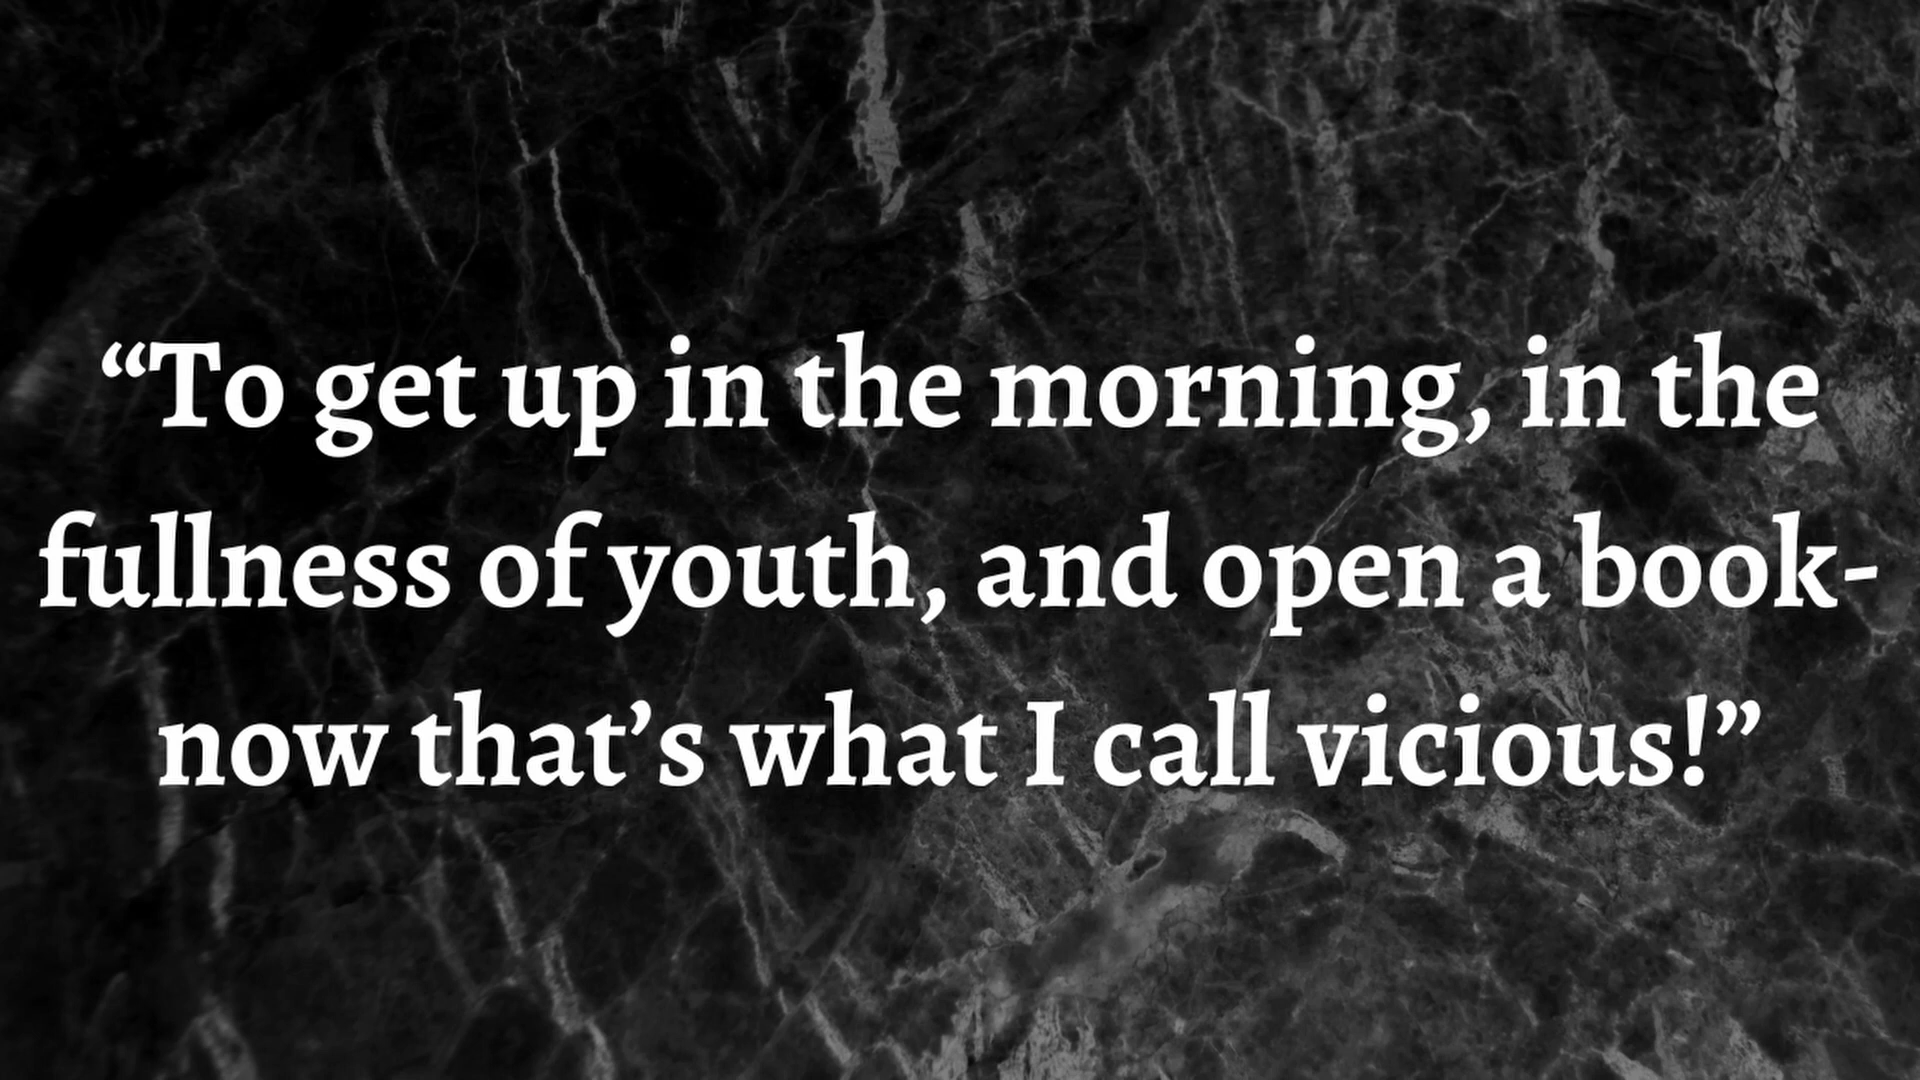 “To get up in the morning, in the
fullness of youth, and open a book-
now that’s what I call vicious!”